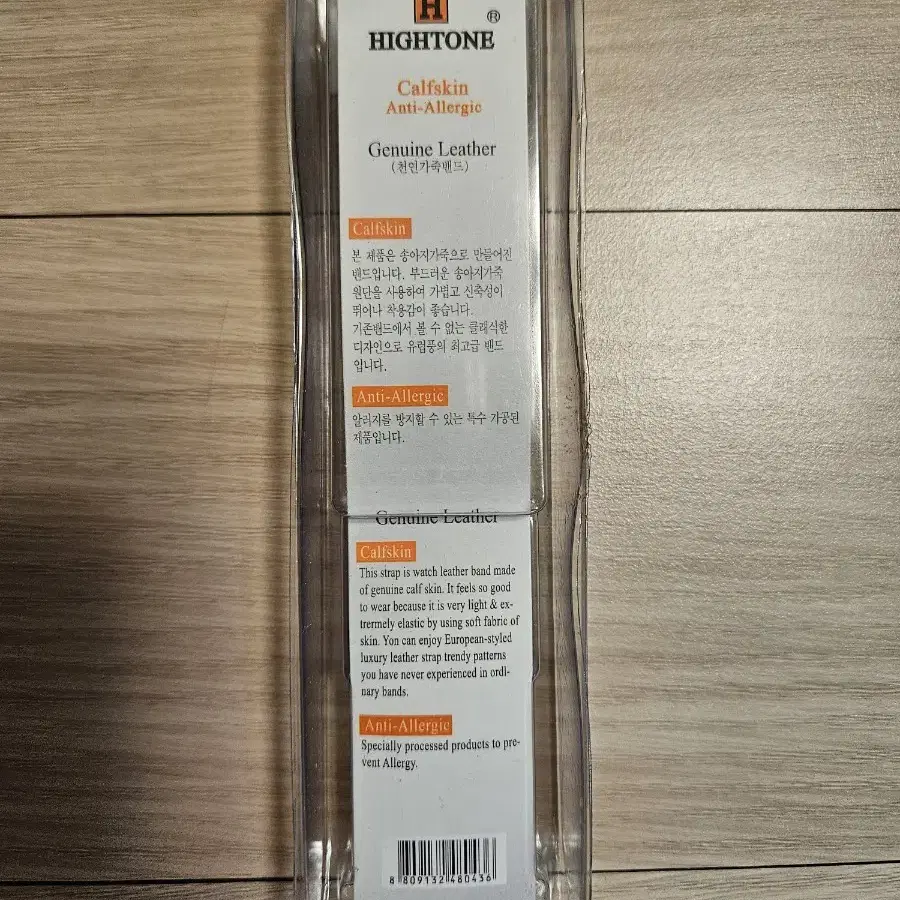 H
®
HIGHTONE
Calfskin
Anti-Allergic
Genuine Leather
(천연가죽밴드)
Calfskin
본 제품은 송아지가죽으로 만들어진
밴드입니다. 부드러운 송아지가죽
원단을 사용하여 가볍고 신축성이
뛰어나 착용감이 좋습니다.
기존밴드에서 볼 수 없는 클래식한
디자인으로 유럽풍의 최고급 밴드
입니다.
Anti-Allergic
알러지를 방지할 수 있는 특수 가공된
제품입니다.
Genuine Leather
Calfskin
This strap is watch leather band made
of genuine calf skin. It feels so good
to wear because it is very light & ex-
tremely elastic by using soft fabric of
skin. Yon can enjoy European-styled
luxury leather strap trendy patterns
you have never experienced in ordi-
nary bands.
Anti-Allergic
Specially processed products to pre-
vent Allergy.
8 809132 480436